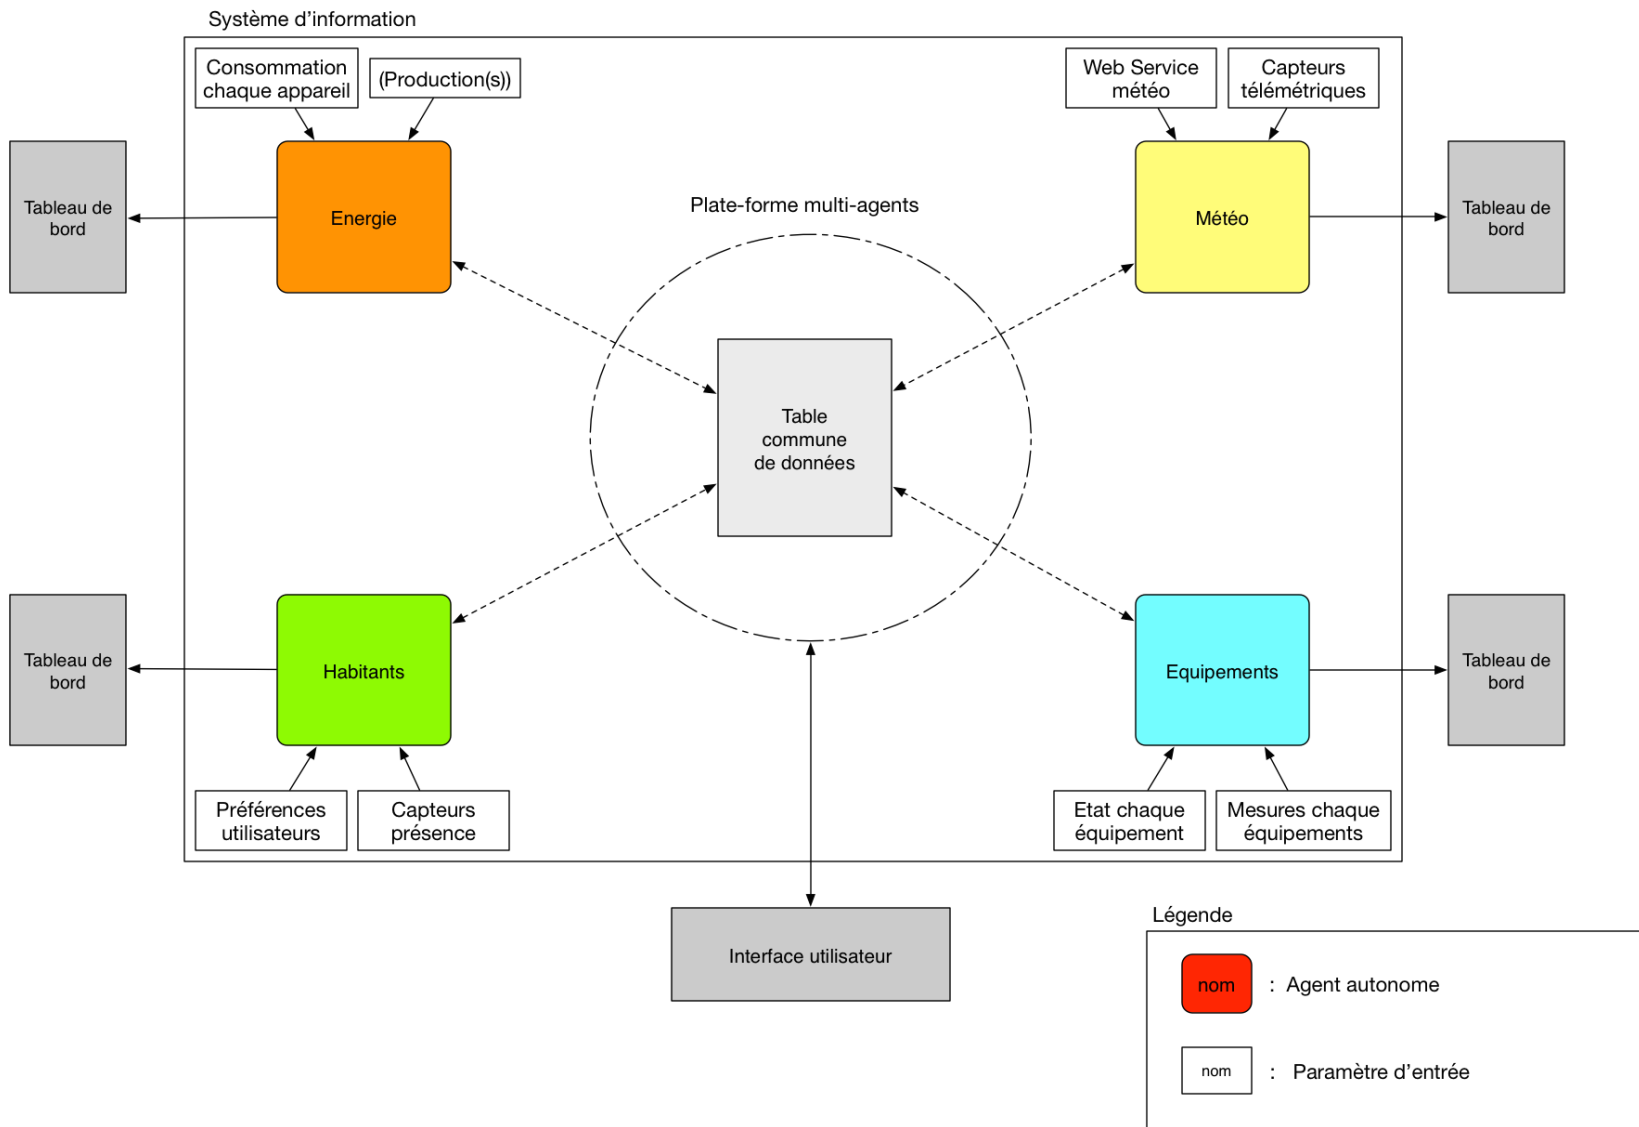 Système d'information
Consommation
chaque appareil
(Production(s))
Web Service
météo
Capteurs
télémétriques
Tableau de
bord
Energie
Plate-forme multi-agents
Météo
Tableau de
bord
Table
commune
de données
Tableau de
bord
Habitants
Equipements
Tableau de
bord
Préférences
utilisateurs
Capteurs
présence
Etat chaque
équipement
Mesures chaque
équipements
Interface utilisateur
Légende
nom : Agent autonome
nom : Paramètre d'entrée